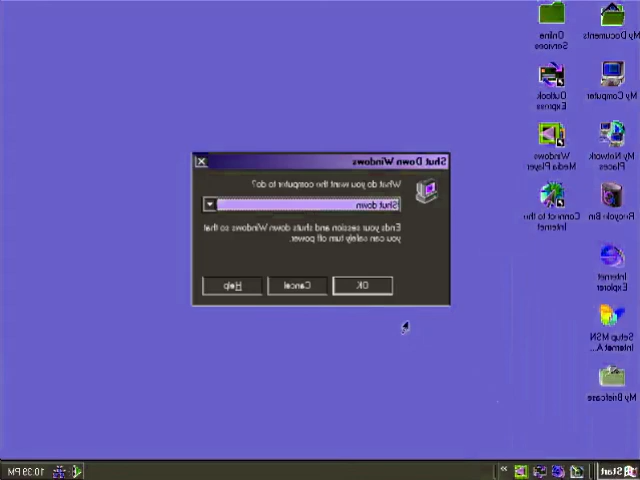 My Documents
Online
Services
My Computer
Outlook
Express
My Network
Places
Windows
Media Player
Recycle Bin
Connect to the
Internet
Internet
Explorer
Setup MSN
Internet A...
My Briefcase
Shut Down Windows
What do you want the computer to do?
Shut down
Ends your session and shuts down Windows so that
you can safely turn off power.
OK
Cancel
Help
Start
»
10:39 PM